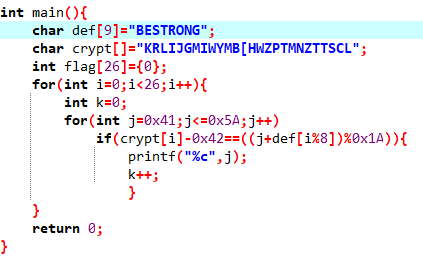 int main(){
    char def[9]="BESTRONG";
    char crypt[]="KRLIJGMIWYMB[HWZPTMNZTTSCL";
    int flag[26]={0};
    for(int i=0;i<26;i++){
        int k=0;
        for(int j=0x41;j<=0x5A;j++)
            if(crypt[i]-0x42==((j+def[i%8])%0x1A)){
                printf("%c",j);
                k++;
                }
    }
    return 0;
}